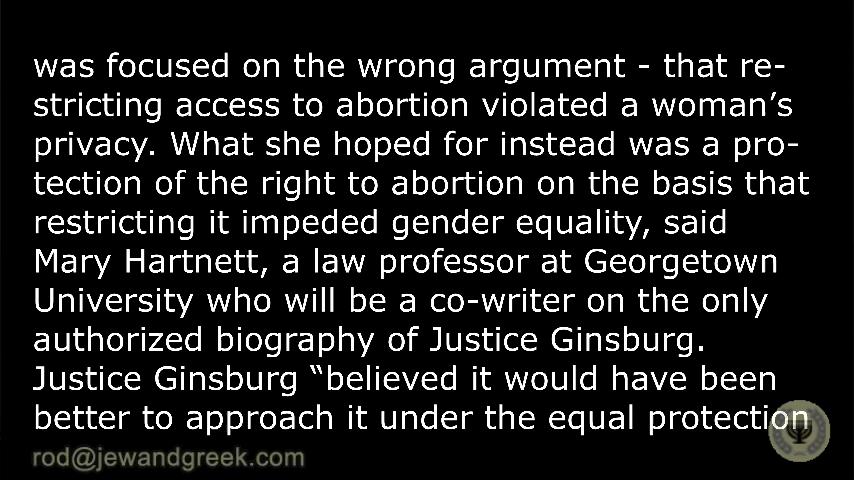 was focused on the wrong argument - that re-
stricting access to abortion violated a woman’s
privacy. What she hoped for instead was a pro-
tection of the right to abortion on the basis that
restricting it impeded gender equality, said
Mary Hartnett, a law professor at Georgetown
University who will be a co-writer on the only
authorized biography of Justice Ginsburg.
Justice Ginsburg “believed it would have been
better to approach it under the equal protection
rod@jewandgreek.com